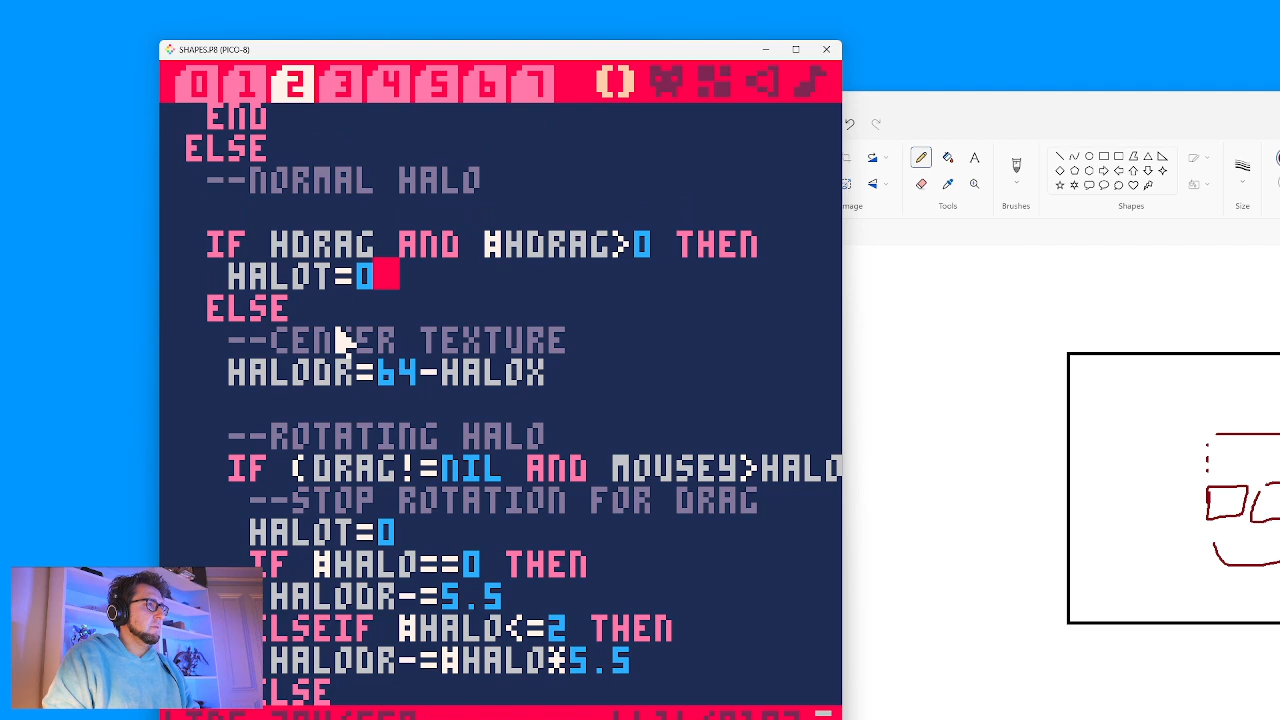 SHAPES.P8 (PICO-8)
0 1 2 3 4 5 6 7
END
ELSE
--NORMAL HALO
IF HDRAG AND #HDRAG>0 THEN
HALOT=0
ELSE
--CENTER TEXTURE
HALODR=64-HALOX
--ROTATING HALO
IF (DRAG!=NIL AND MOUSEY>HALO
--STOP ROTATION FOR DRAG
HALOT=0
IF #HALO==0 THEN
HALODR-=5.5
ELSEIF #HALO<=2 THEN
HALODR-=#HALO*5.5
ELSE
mage
Tools
Brushes
Shapes
Size